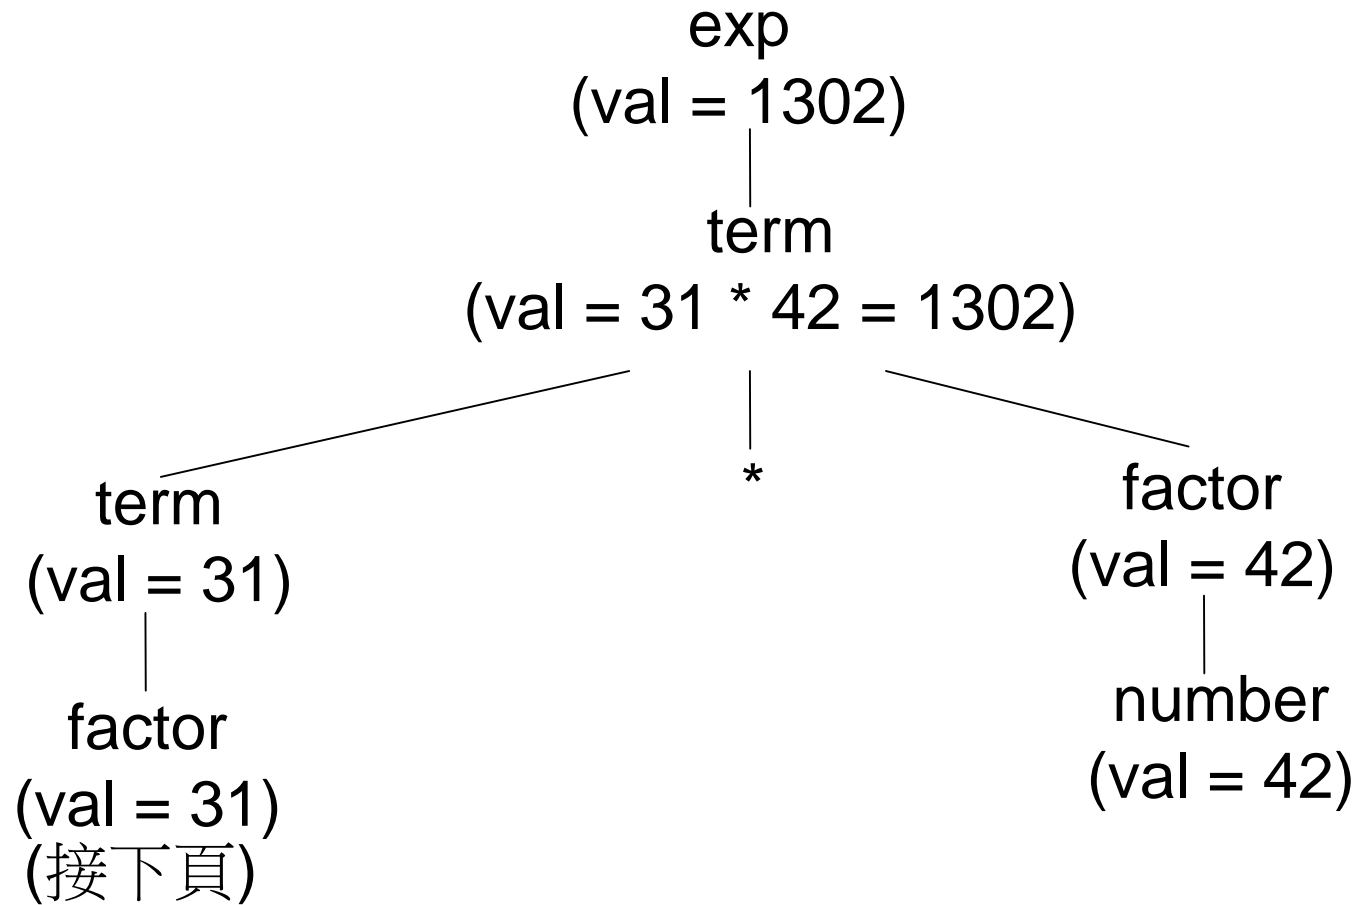 exp
(val = 1302)
term
(val = 31 * 42 = 1302)
term
(val = 31)
*
factor
(val = 42)
factor
(val = 31)
(接下頁)
number
(val = 42)